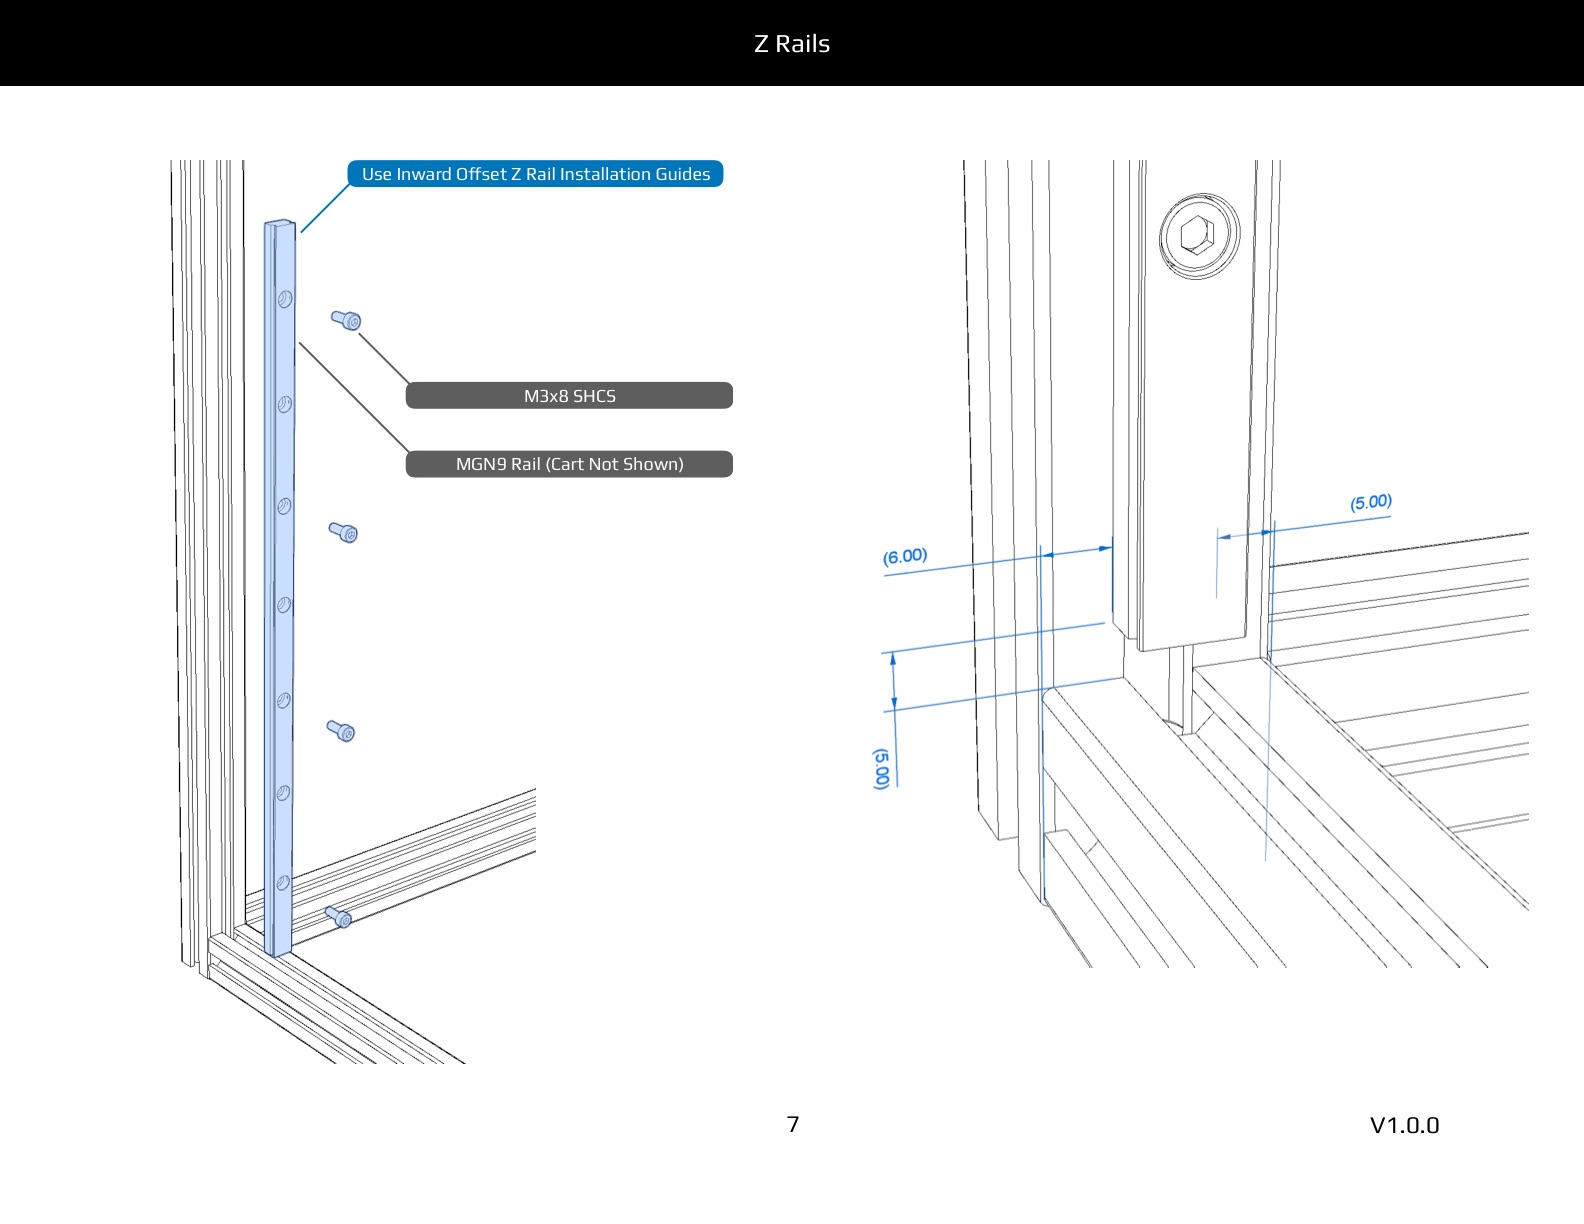 Z Rails
Use Inward Offset Z Rail Installation Guides
M3x8 SHCS
MGN9 Rail (Cart Not Shown)
(5.00)
(6.00)
(5.00)
7
V1.0.0